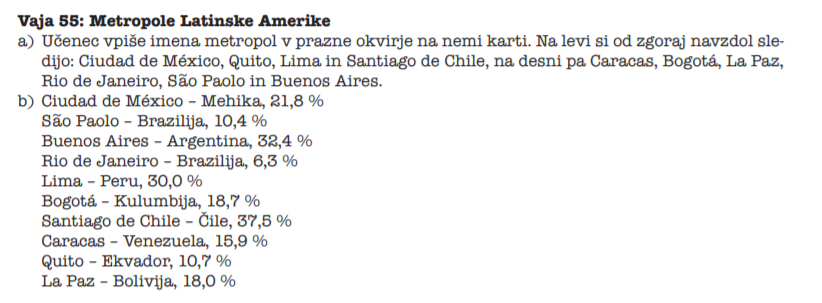 Vaja 55: Metropole Latinske Amerike
a) Učenec vpiše imena metropol v prazne okvirje na nemi karti. Na levi si od zgoraj navzdol sle-
dijo: Ciudad de México, Quito, Lima in Santiago de Chile, na desni pa Caracas, Bogotá, La Paz,
Rio de Janeiro, São Paolo in Buenos Aires.
b) Ciudad de México – Mehika, 21,8 %
São Paolo – Brazilija, 10,4 %
Buenos Aires – Argentina, 32,4 %
Rio de Janeiro – Brazilija, 6,3 %
Lima – Peru, 30,0 %
Bogotá – Kulumbija, 18,7 %
Santiago de Chile – Čile, 37,5 %
Caracas – Venezuela, 15,9 %
Quito – Ekvador, 10,7 %
La Paz – Bolivija, 18,0 %